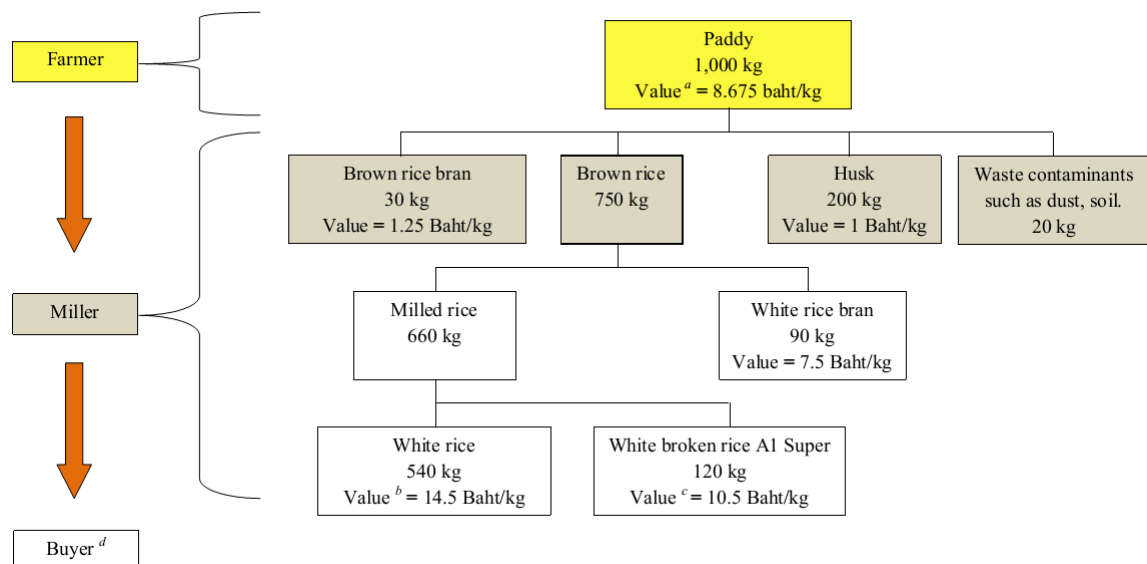 Farmer
Paddy
1,000 kg
Value a = 8.675 baht/kg
Brown rice bran
30 kg
Value = 1.25 Baht/kg
Brown rice
750 kg
Husk
200 kg
Value = 1 Baht/kg
Waste contaminants
such as dust, soil.
20 kg
Miller
Milled rice
660 kg
White rice bran
90 kg
Value = 7.5 Baht/kg
White rice
540 kg
Value b = 14.5 Baht/kg
White broken rice A1 Super
120 kg
Value c = 10.5 Baht/kg
Buyer d